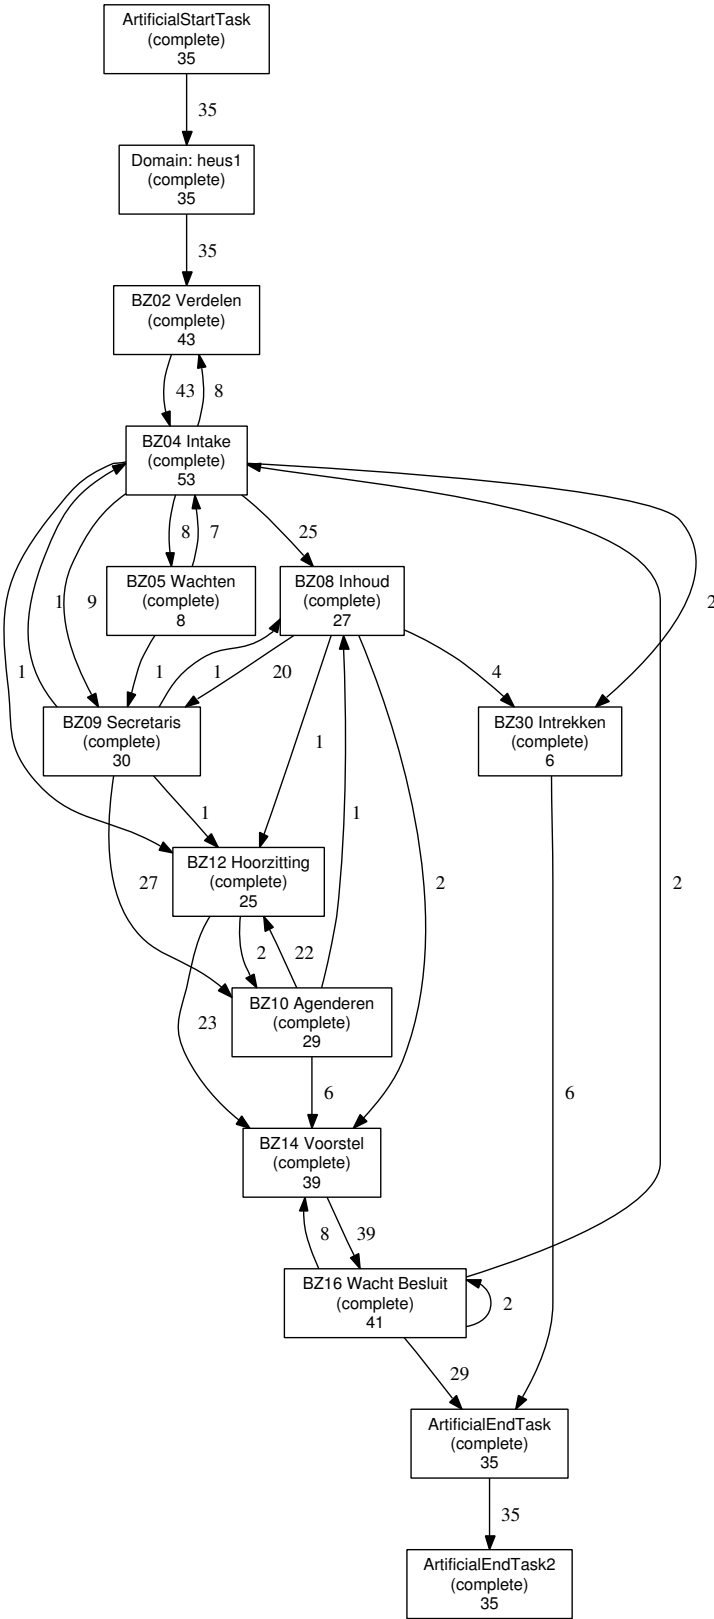 ArtificialStartTask
(complete)
35
35
Domain: heus1
(complete)
35
35
BZ02 Verdelen
(complete)
43
43
8
BZ04 Intake
(complete)
53
8
7
25
BZ05 Wachten
(complete)
8
BZ08 Inhoud
(complete)
27
1
9
2
1
1
1
20
4
BZ09 Secretaris
(complete)
30
BZ30 Intrekken
(complete)
6
1
1
1
BZ12 Hoorzitting
(complete)
25
27
2
2
2
22
BZ10 Agenderen
(complete)
29
23
6
6
BZ14 Voorstel
(complete)
39
8
39
BZ16 Wacht Besluit
(complete)
41
2
29
ArtificialEndTask
(complete)
35
35
ArtificialEndTask2
(complete)
35